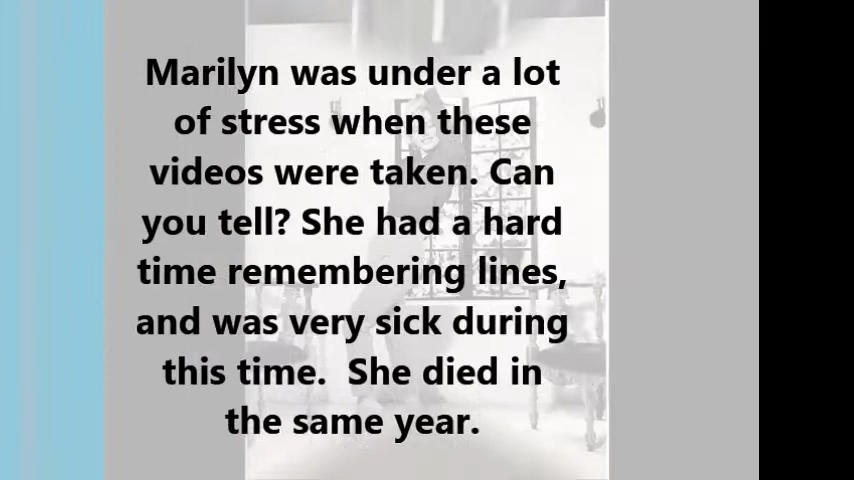 Marilyn was under a lot
of stress when these
videos were taken. Can
you tell? She had a hard
time remembering lines,
and was very sick during
this time.  She died in
the same year.